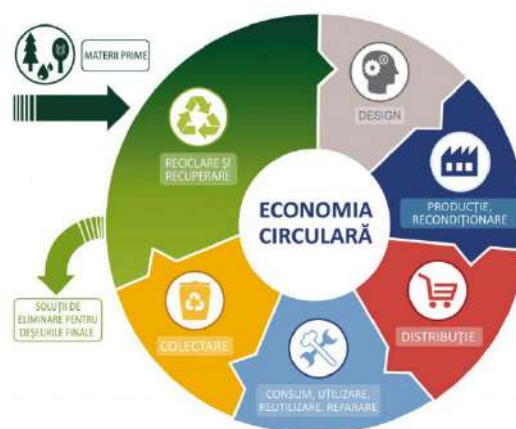 MATERII PRIME
DESIGN
RECICLARE ȘI
RECUPERARE
PRODUCȚIE,
RECONDIȚIONARE
ECONOMIA
CIRCULARĂ
SOLUȚII DE
ELIMINARE PENTRU
DEȘEURILE FINALE
COLECTARE
DISTRIBUȚIE
CONSUM, UTILIZARE,
REUTILIZARE, REPARARE